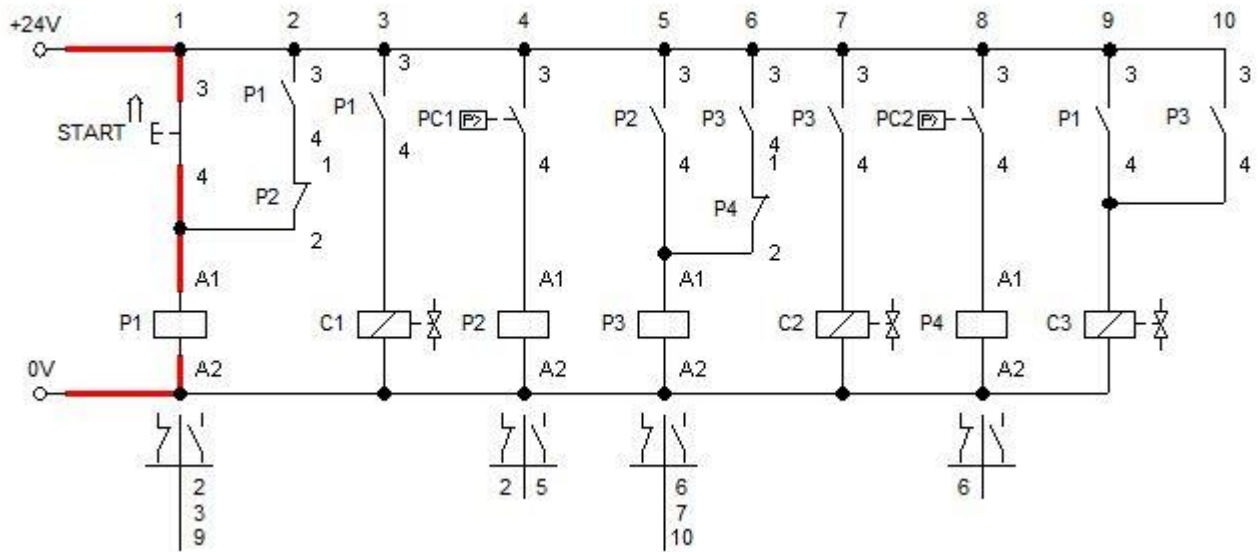 1 2 3 4 5 6 7 8 9 10
+24V
3 3 3 3 3 3 3 3 3 3
P1 P1 PC1 P> P2 P3 P3 PC2 P> P1 P3
START
4 4 4 4 4 4 4 4 4 4
1 1
P2 P4
2 2
A1 A1 A1 A1
P1 C1 P2 P3 C2 P4 C3
0V A2 A2 A2 A2
2 2 5 6 6
3 7
9 10